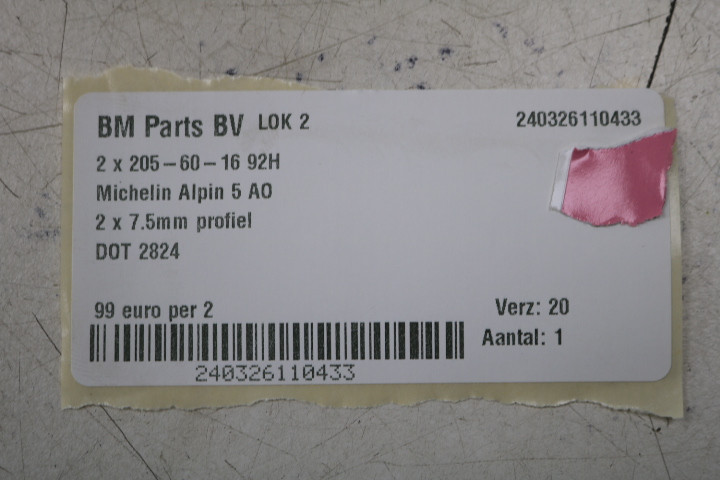 BM Parts BV LOK 2 240326110433
2 x 205-60-16 92H
Michelin Alpin 5 AO
2 x 7.5mm profiel
DOT 2824
99 euro per 2 Verz: 20
Aantal: 1
240326110433